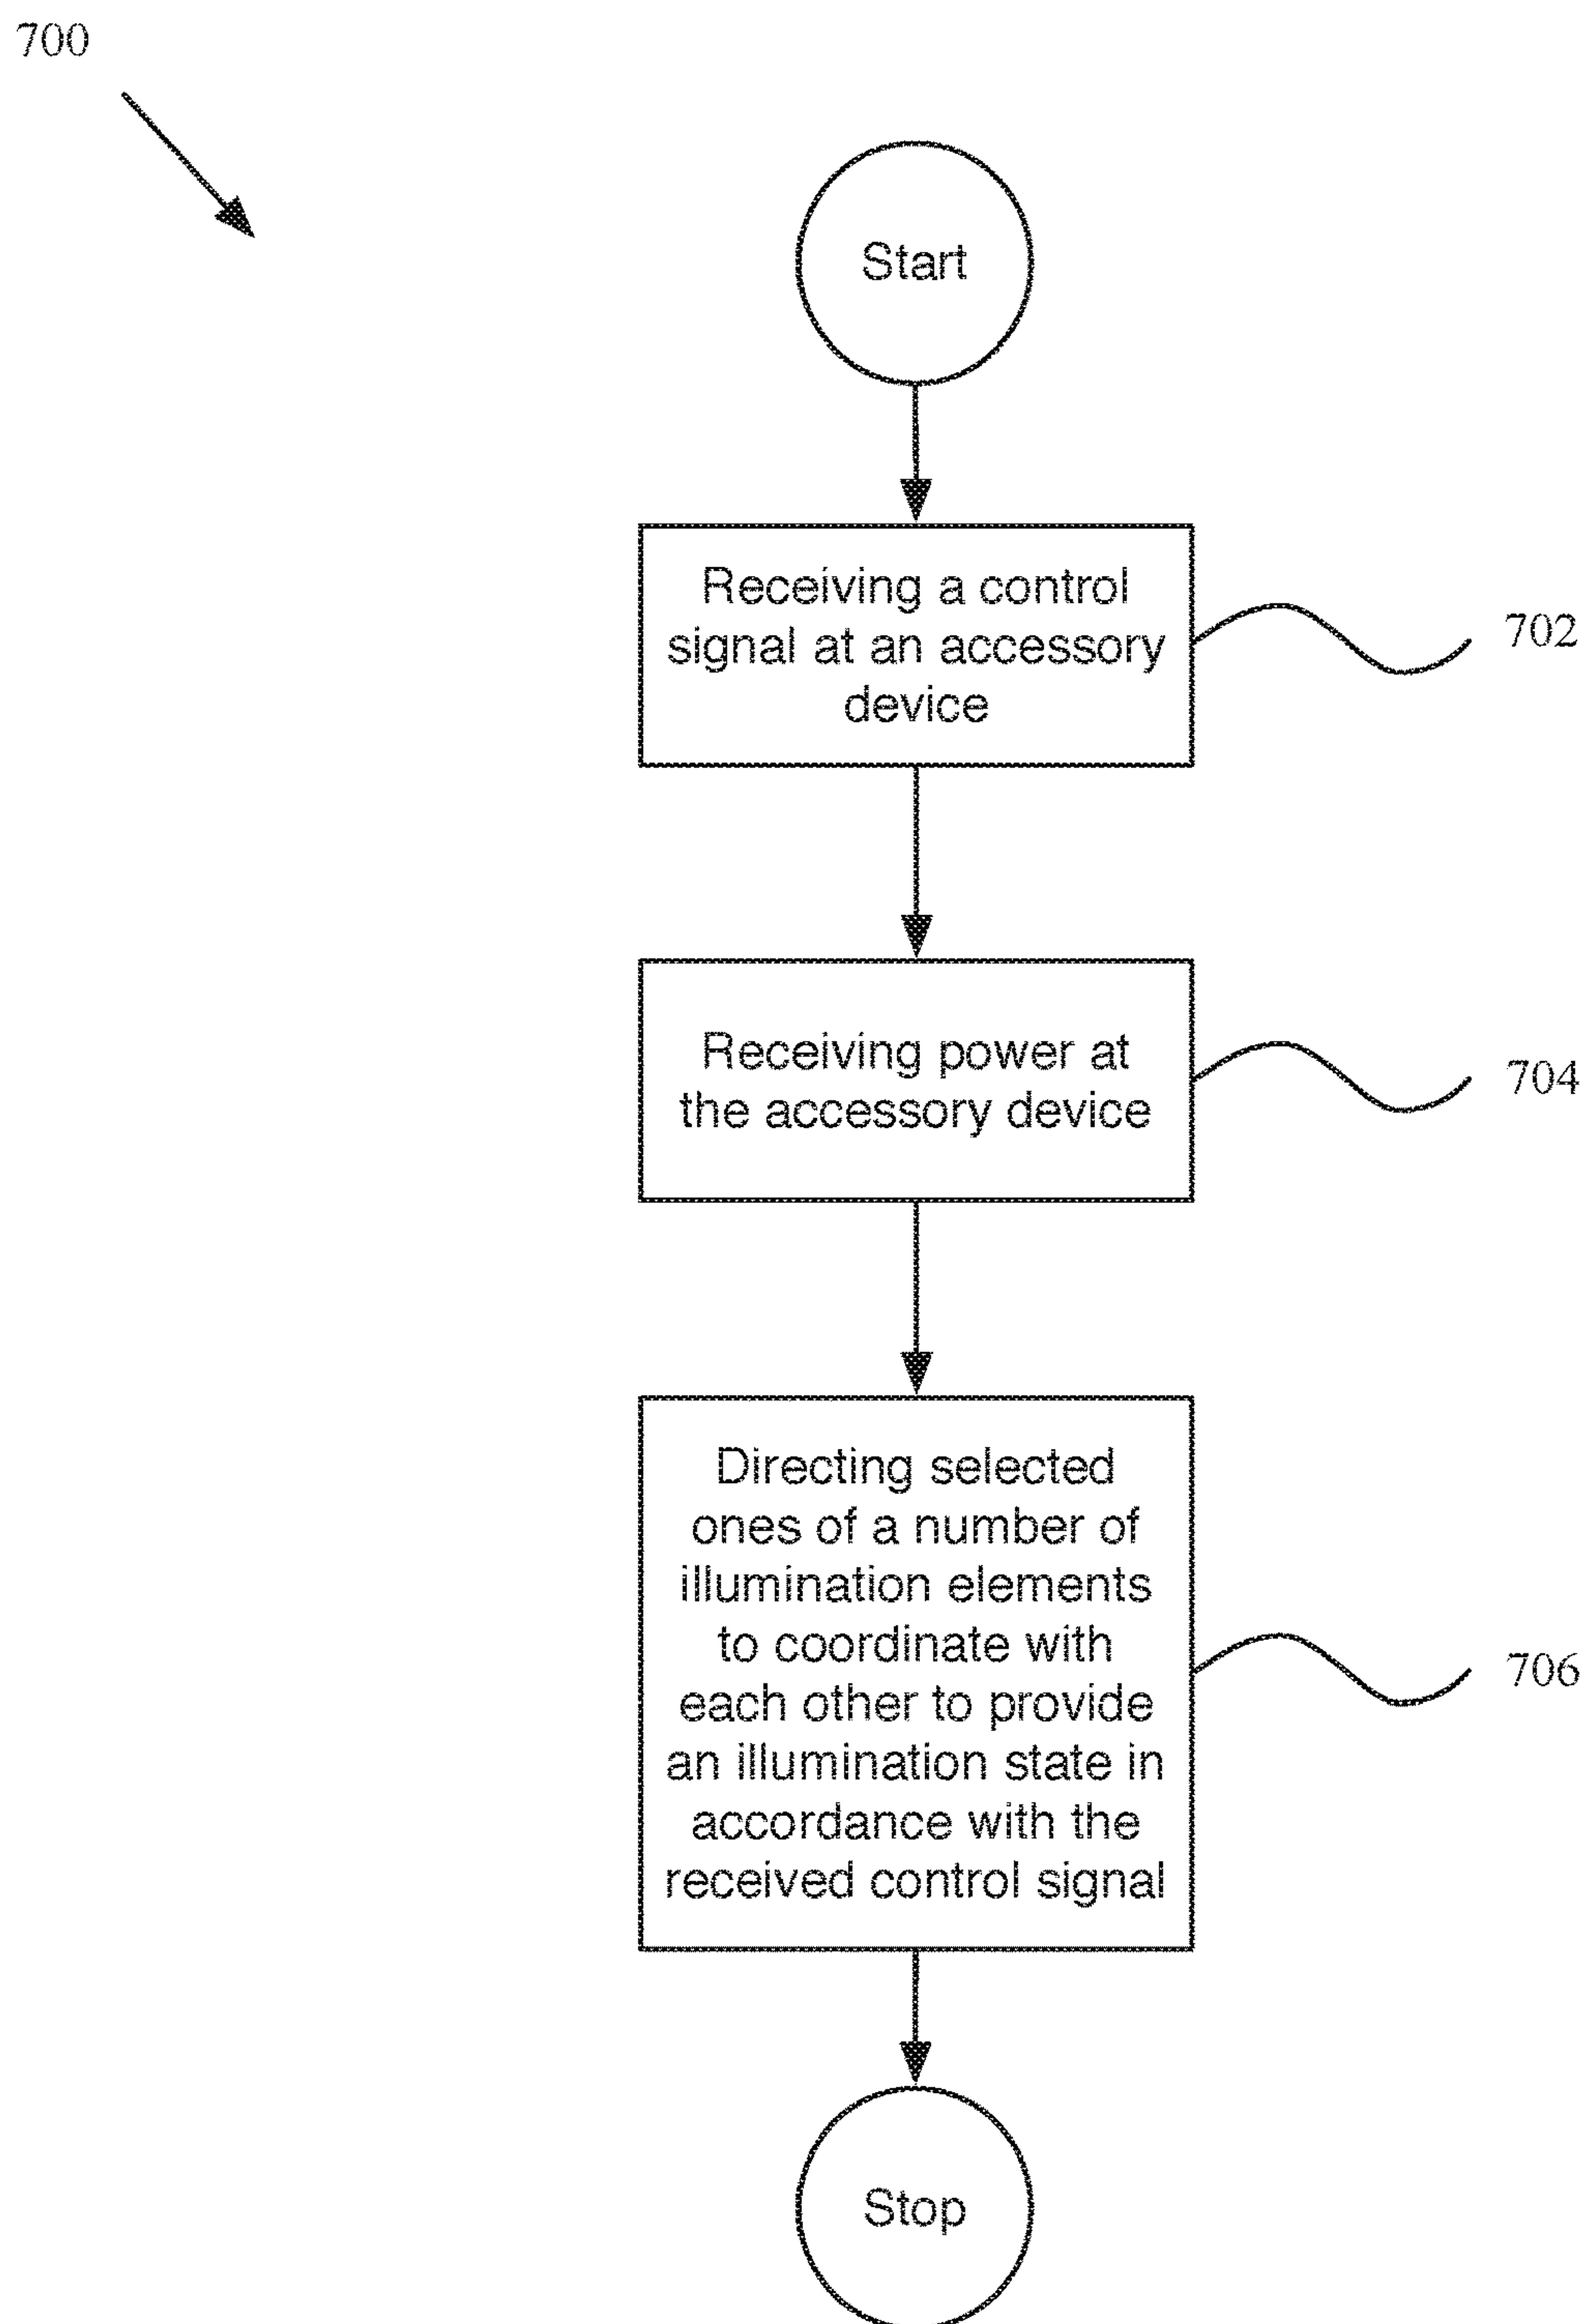 700
Start
Receiving a control
signal at an accessory
device
702
Receiving power at
the accessory device
704
Directing selected
ones of a number of
illumination elements
to coordinate with
each other to provide
an illumination state in
accordance with the
received control signal
706
Stop